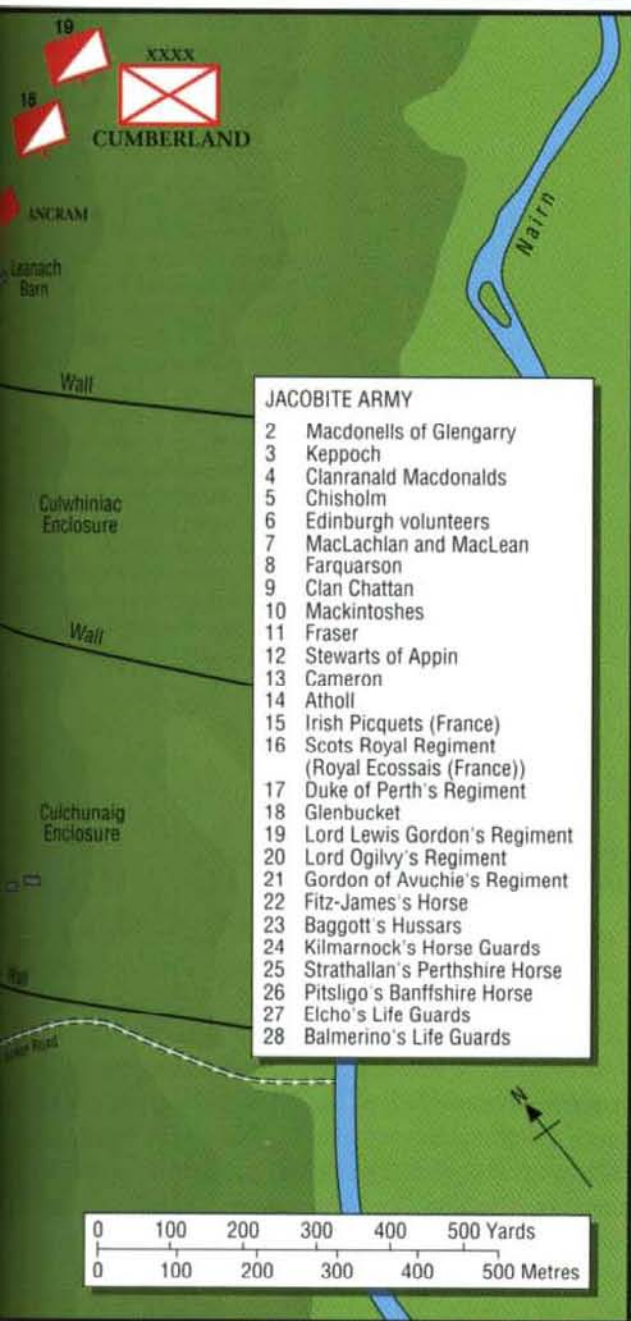 19
XXXX
18
CUMBERLAND
ANCRAM
Leanach
Barn
Nairn
Wall
Culwhiniac
Enclosure
Wall
Culchunaig
Enclosure
Wall
JACOBITE ARMY
2 Macdonells of Glengarry
3 Keppoch
4 Clanranald Macdonalds
5 Chisholm
6 Edinburgh volunteers
7 MacLachlan and MacLean
8 Farquarson
9 Clan Chattan
10 Mackintoshes
11 Fraser
12 Stewarts of Appin
13 Cameron
14 Atholl
15 Irish Picquets (France)
16 Scots Royal Regiment
(Royal Ecossais (France))
17 Duke of Perth's Regiment
18 Glenbucket
19 Lord Lewis Gordon's Regiment
20 Lord Ogilvy's Regiment
21 Gordon of Avuchie's Regiment
22 Fitz-James's Horse
23 Baggott's Hussars
24 Kilmarnock's Horse Guards
25 Strathallan's Perthshire Horse
26 Pitsligo's Banffshire Horse
27 Elcho's Life Guards
28 Balmerino's Life Guards
Road
N
0 100 200 300 400 500 Yards
0 100 200 300 400 500 Metres